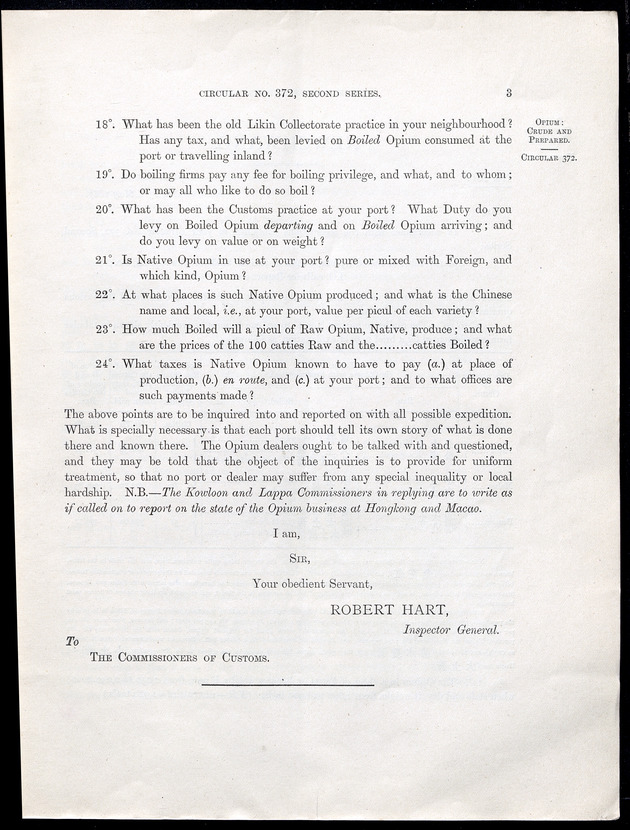 CIRCULAR NO. 372, SECOND SERIES. 3
OPIUM:
CRUDE AND
PREPARED.
CIRCULAR 372.
18°. What has been the old Likin Collectorate practice in your neighbourhood?
Has any tax, and what, been levied on Boiled Opium consumed at the
port or travelling inland?
19°. Do boiling firms pay any fee for boiling privilege, and what, and to whom;
or may all who like to do so boil?
20°. What has been the Customs practice at your port? What Duty do you
levy on Boiled Opium departing and on Boiled Opium arriving; and
do you levy on value or on weight?
21°. Is Native Opium in use at your port? pure or mixed with Foreign, and
which kind, Opium?
22°. At what places is such Native Opium produced; and what is the Chinese
name and local, i.e., at your port, value per picul of each variety?
23°. How much Boiled will a picul of Raw Opium, Native, produce; and what
are the prices of the 100 catties Raw and the.........catties Boiled?
24°. What taxes is Native Opium known to have to pay (a.) at place of
production, (b.) en route, and (c.) at your port; and to what offices are
such payments made?
The above points are to be inquired into and reported on with all possible expedition.
What is specially necessary is that each port should tell its own story of what is done
there and known there. The Opium dealers ought to be talked with and questioned,
and they may be told that the object of the inquiries is to provide for uniform
treatment, so that no port or dealer may suffer from any special inequality or local
hardship. N.B.—The Kowloon and Lappa Commissioners in replying are to write as
if called on to report on the state of the Opium business at Hongkong and Macao.
I am,
SIR,
Your obedient Servant,
ROBERT HART,
Inspector General.
To
THE COMMISSIONERS OF CUSTOMS.